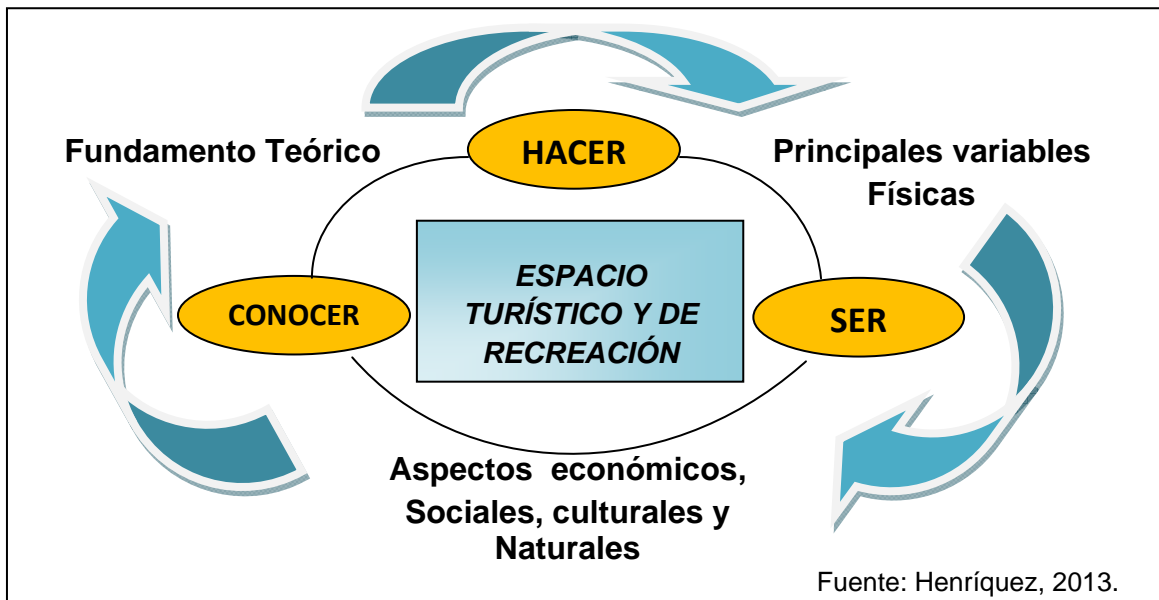 HACER
Fundamento Teórico
Principales variables
Físicas
ESPACIO
TURÍSTICO Y DE
RECREACIÓN
CONOCER
SER
Aspectos económicos,
Sociales, culturales y
Naturales
Fuente: Henríquez, 2013.